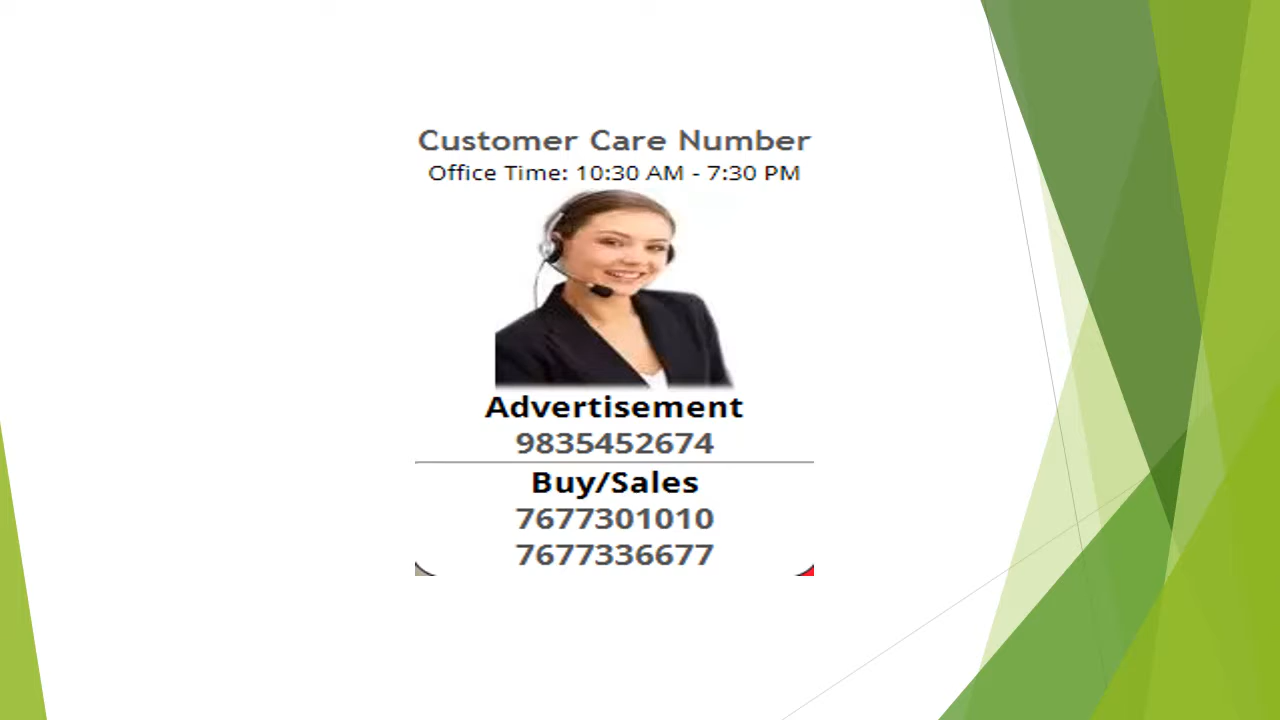 Customer Care Number
Office Time: 10:30 AM - 7:30 PM
Advertisement
9835452674
Buy/Sales
7677301010
7677336677